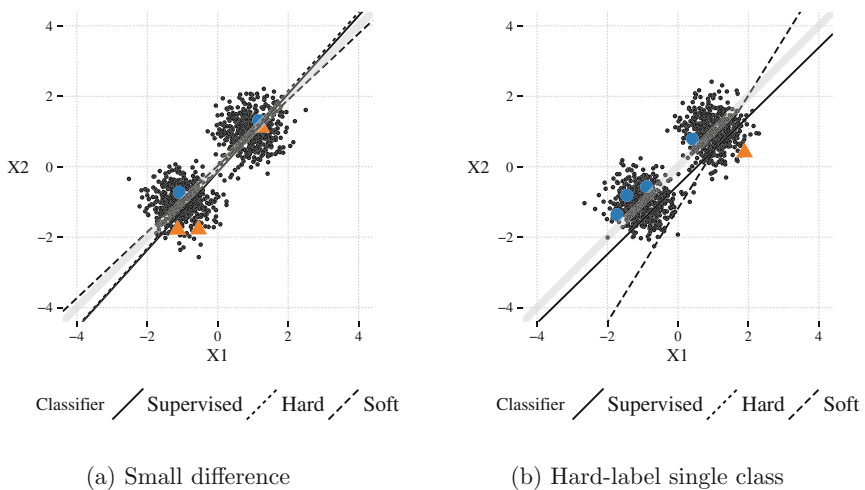 4
2
0
−2
−4
X2
−4 −2 0 2 4
X1
Classifier Supervised Hard Soft
(a) Small difference
4
2
0
−2
−4
X2
−4 −2 0 2 4
X1
Classifier Supervised Hard Soft
(b) Hard-label single class